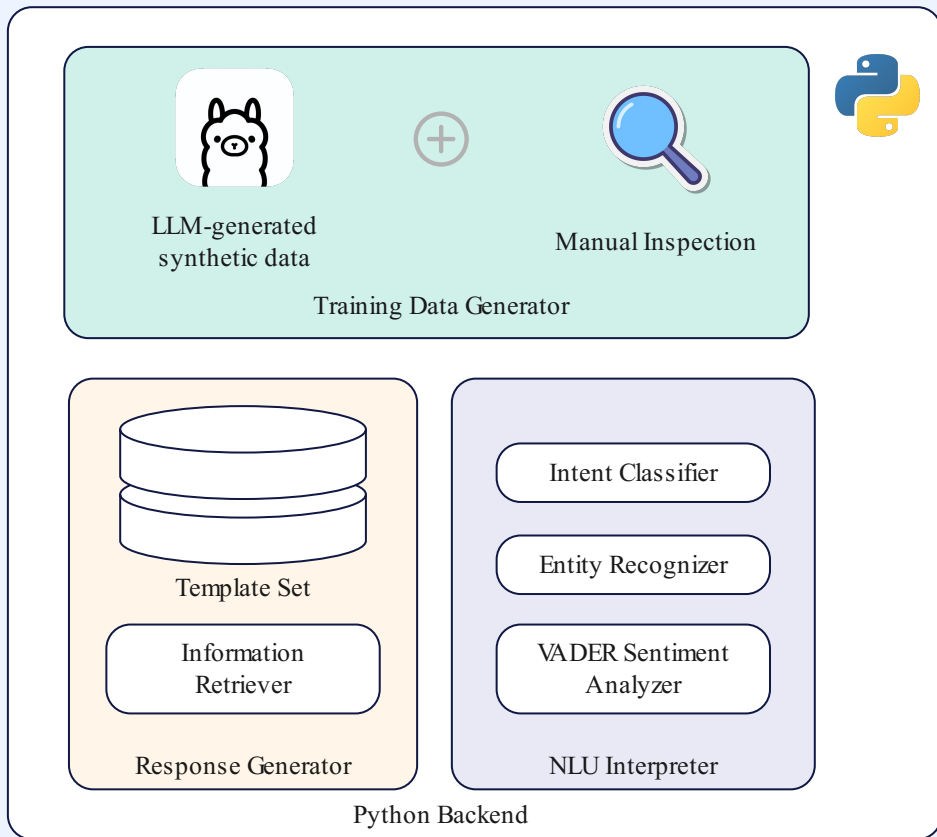 LLM-generated
synthetic data
Manual Inspection
Training Data Generator
Template Set
Information
Retriever
Response Generator
Intent Classifier
Entity Recognizer
VADER Sentiment
Analyzer
NLU Interpreter
Python Backend